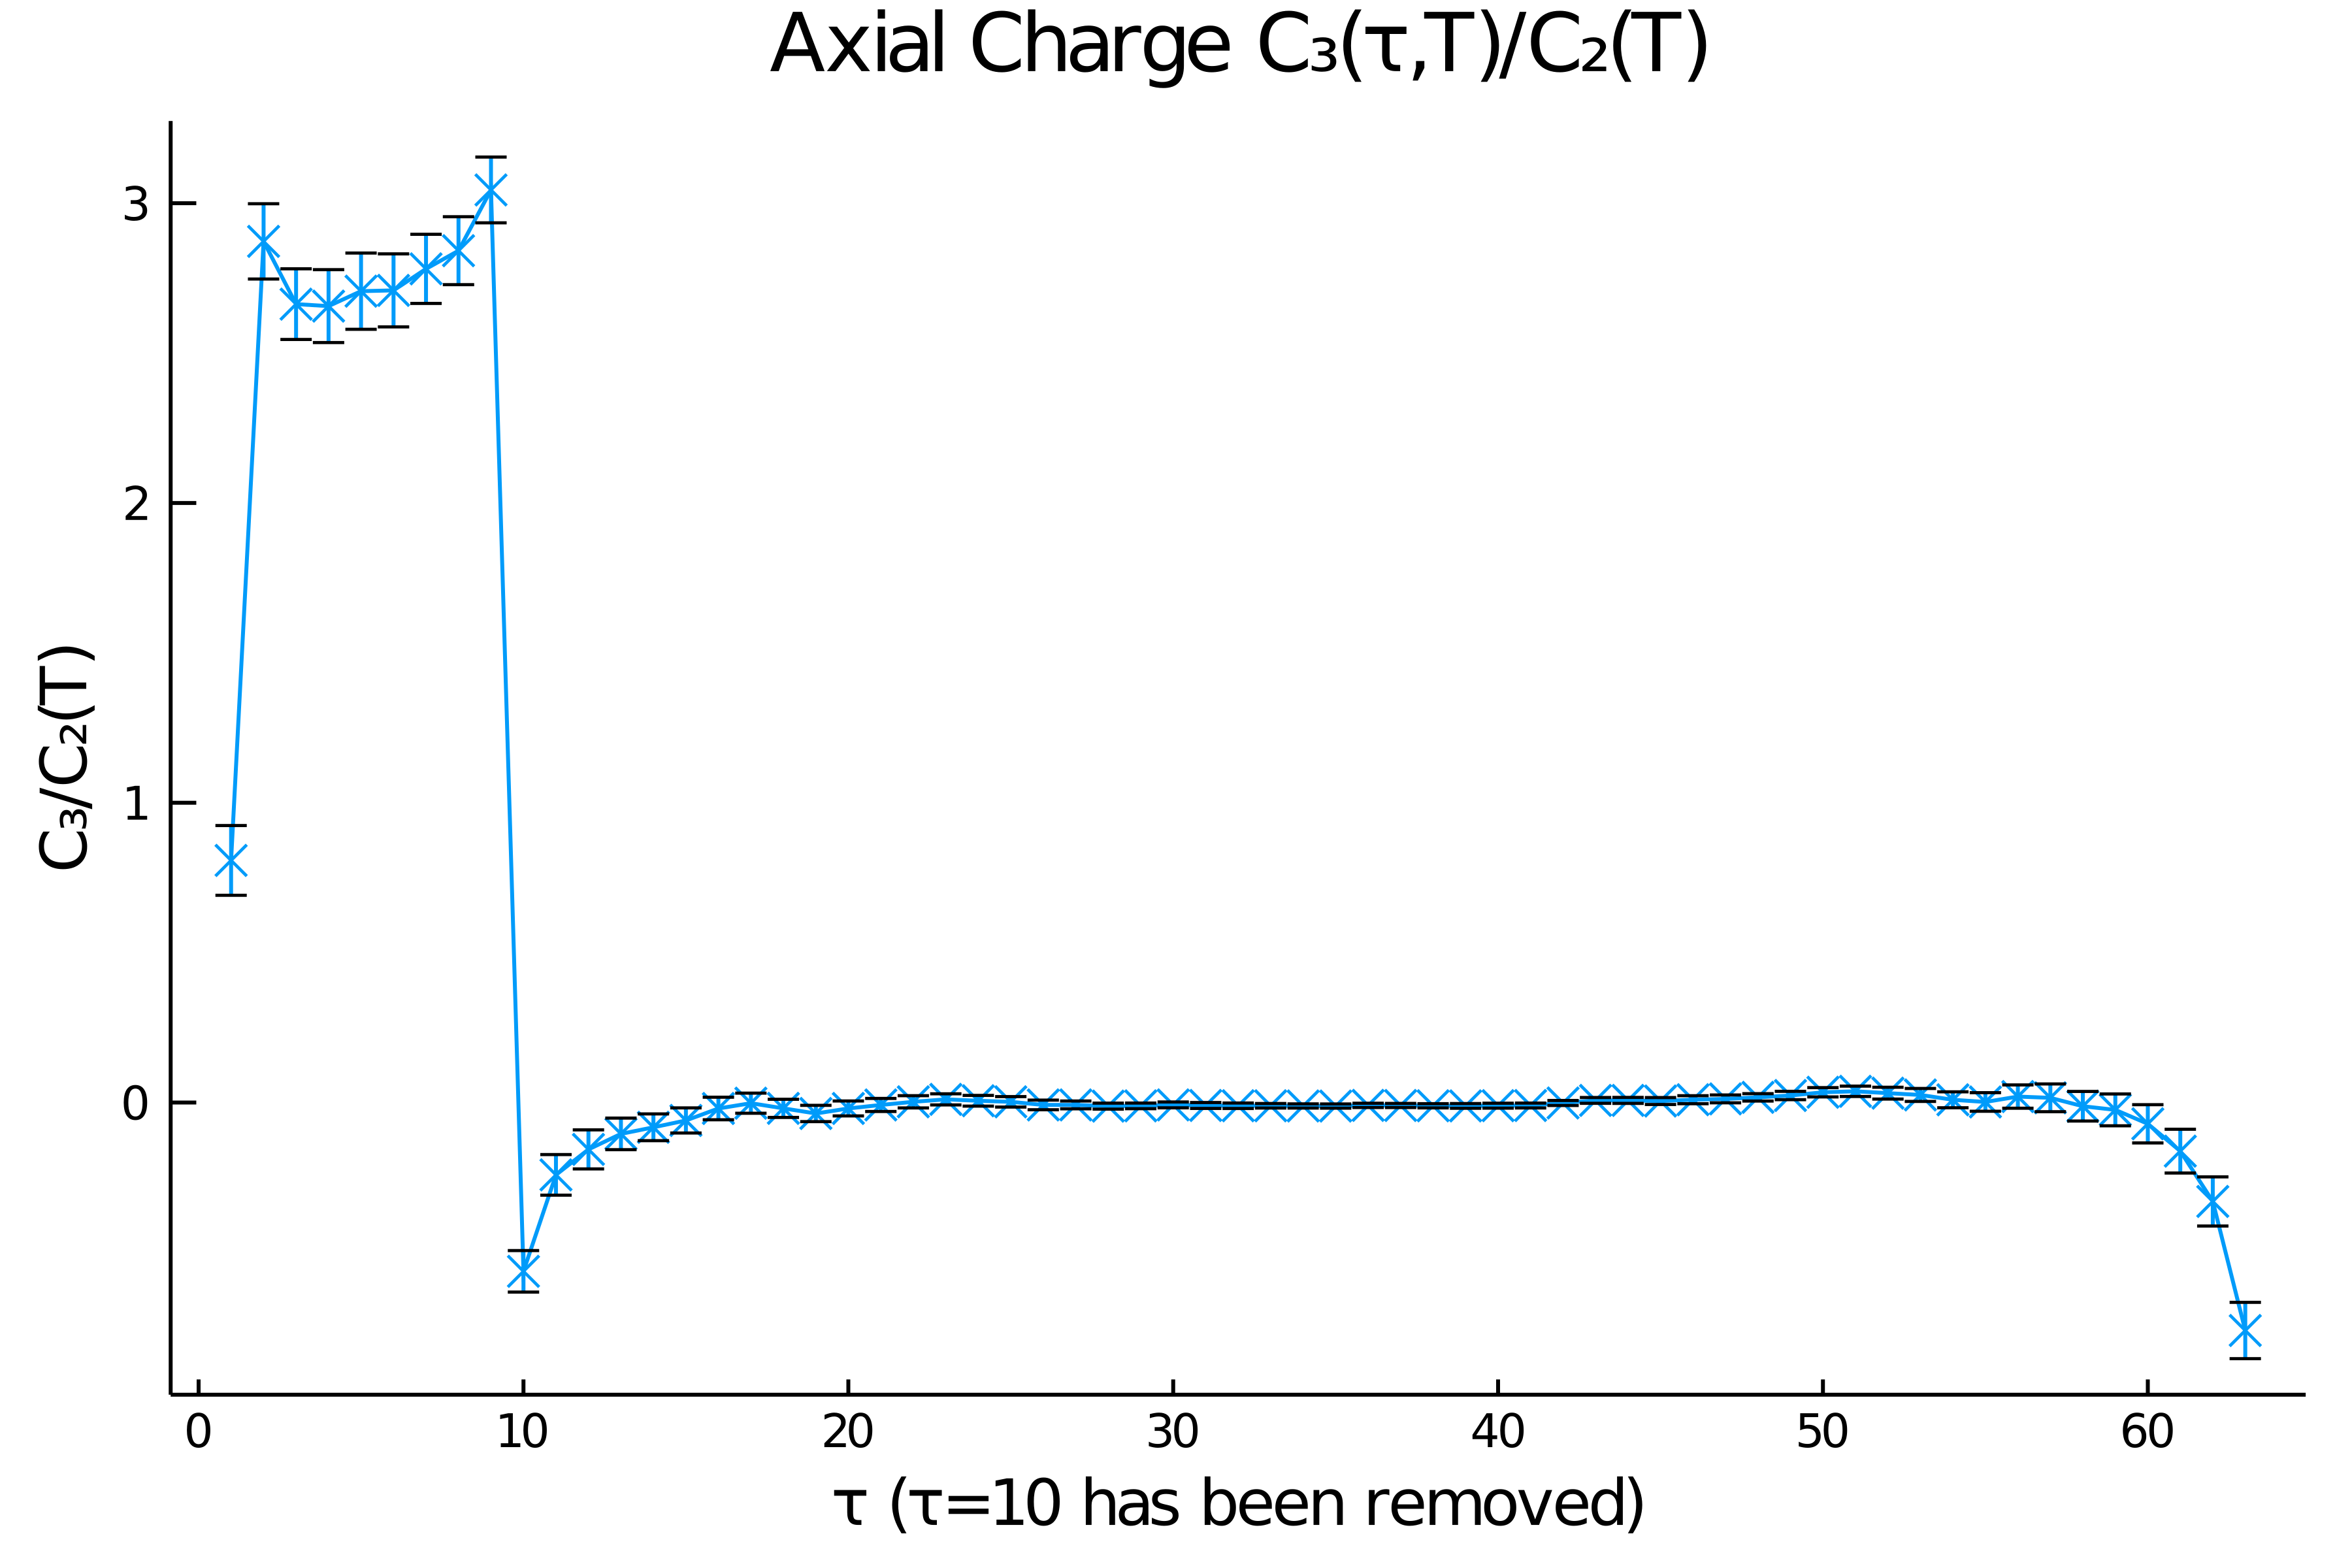 Axial Charge C₃(τ,T)/C₂(T)
C₃/C₂(T)
3
2
1
0
0 10 20 30 40 50 60
τ (τ=10 has been removed)